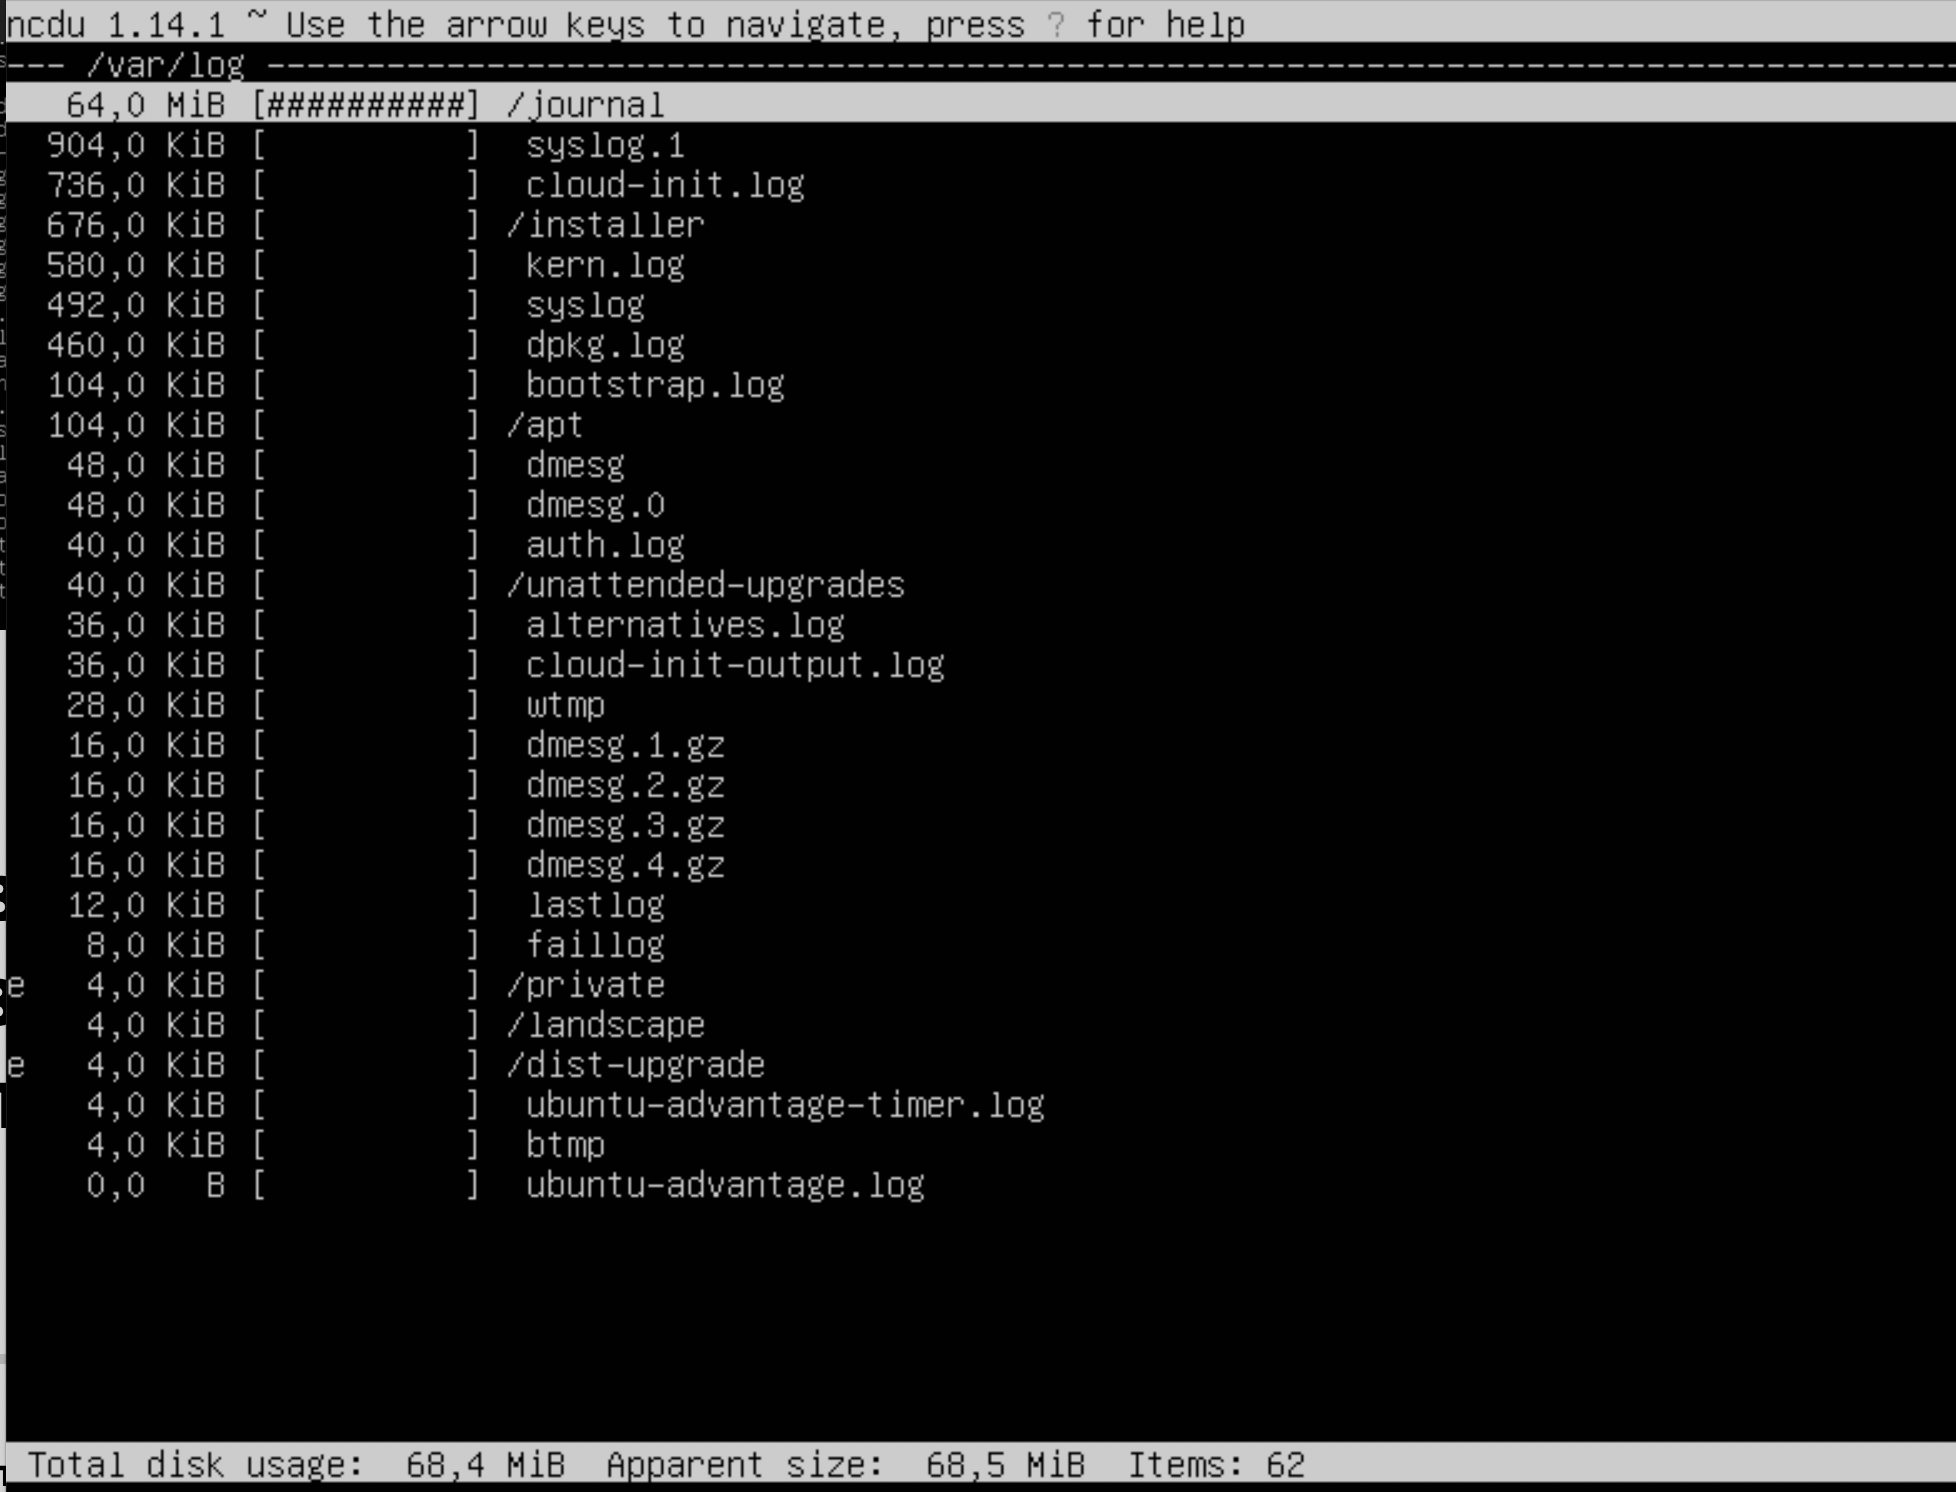 ncdu 1.14.1 ~ Use the arrow keys to navigate, press ? for help
--- /var/log -------------------------------------------------------------------------------------
64,0 MiB [##########] /journal
904,0 KiB [          ]  syslog.1
736,0 KiB [          ]  cloud-init.log
676,0 KiB [          ] /installer
580,0 KiB [          ]  kern.log
492,0 KiB [          ]  syslog
460,0 KiB [          ]  dpkg.log
104,0 KiB [          ]  bootstrap.log
104,0 KiB [          ] /apt
48,0 KiB [          ]  dmesg
48,0 KiB [          ]  dmesg.0
40,0 KiB [          ]  auth.log
40,0 KiB [          ] /unattended-upgrades
36,0 KiB [          ]  alternatives.log
36,0 KiB [          ]  cloud-init-output.log
28,0 KiB [          ]  wtmp
16,0 KiB [          ]  dmesg.1.gz
16,0 KiB [          ]  dmesg.2.gz
16,0 KiB [          ]  dmesg.3.gz
16,0 KiB [          ]  dmesg.4.gz
12,0 KiB [          ]  lastlog
8,0 KiB [          ]  faillog
e 4,0 KiB [          ] /private
4,0 KiB [          ] /landscape
e 4,0 KiB [          ] /dist-upgrade
4,0 KiB [          ]  ubuntu-advantage-timer.log
4,0 KiB [          ]  btmp
0,0   B [          ]  ubuntu-advantage.log
Total disk usage:  68,4 MiB  Apparent size:  68,5 MiB  Items: 62